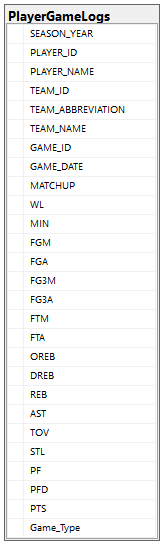 PlayerGameLogs
SEASON_YEAR
PLAYER_ID
PLAYER_NAME
TEAM_ID
TEAM_ABBREVIATION
TEAM_NAME
GAME_ID
GAME_DATE
MATCHUP
WL
MIN
FGM
FGA
FG3M
FG3A
FTM
FTA
OREB
DREB
REB
AST
TOV
STL
PF
PFD
PTS
Game_Type